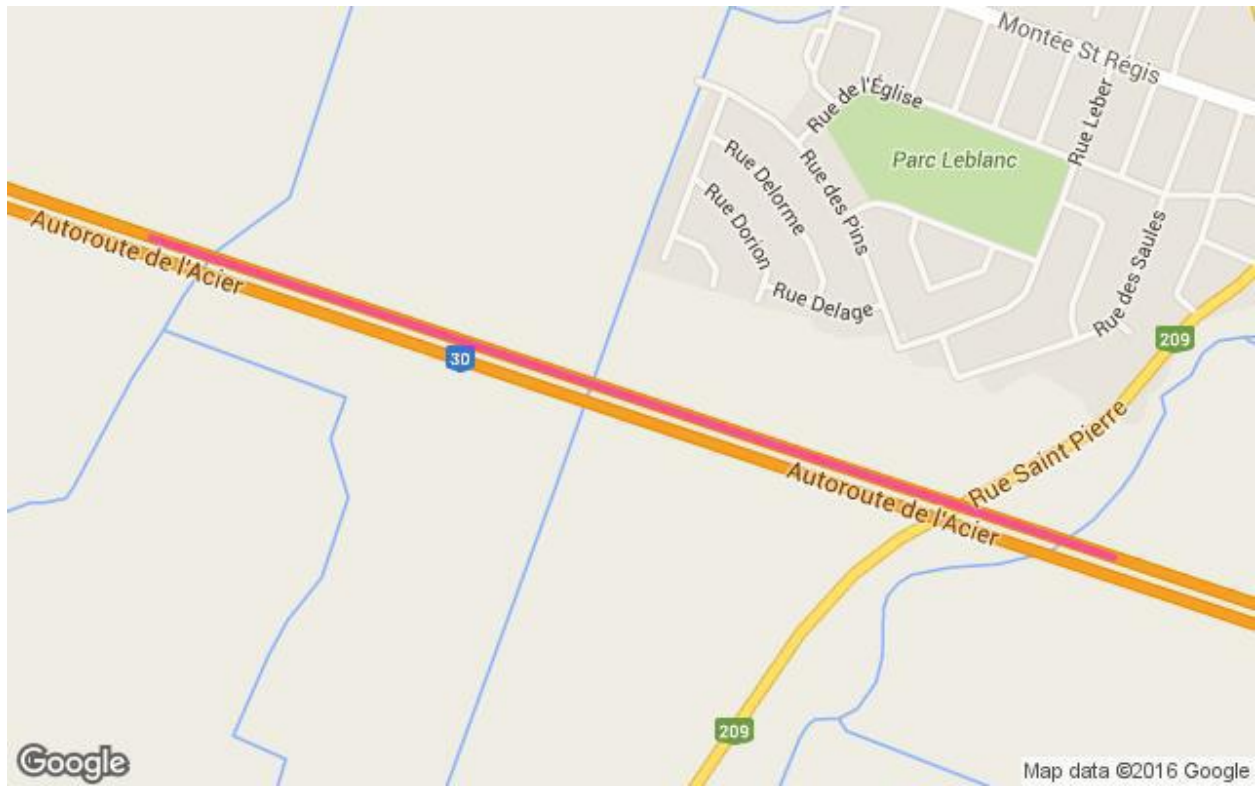 Montée St Régis
Rue de l'Église
Rue Leber
Parc Leblanc
Rue Delorme
Rue des Pins
Rue Dorion
Rue des Saules
Autoroute de l'Acier
Rue Delage
209
30
Rue Saint Pierre
Autoroute de l'Acier
209
Google
Map data ©2016 Google